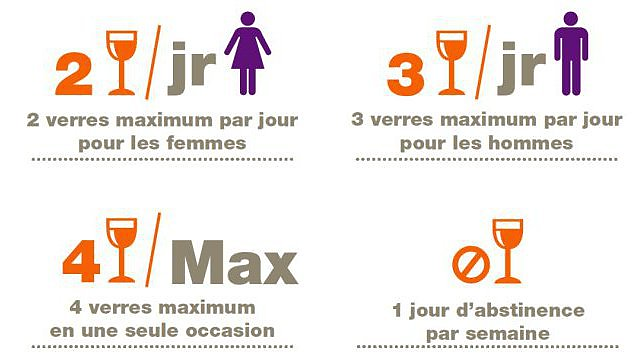 2 / jr
2 verres maximum par jour
pour les femmes
3 / jr
3 verres maximum par jour
pour les hommes
4 / Max
4 verres maximum
en une seule occasion
1 jour d'abstinence
par semaine